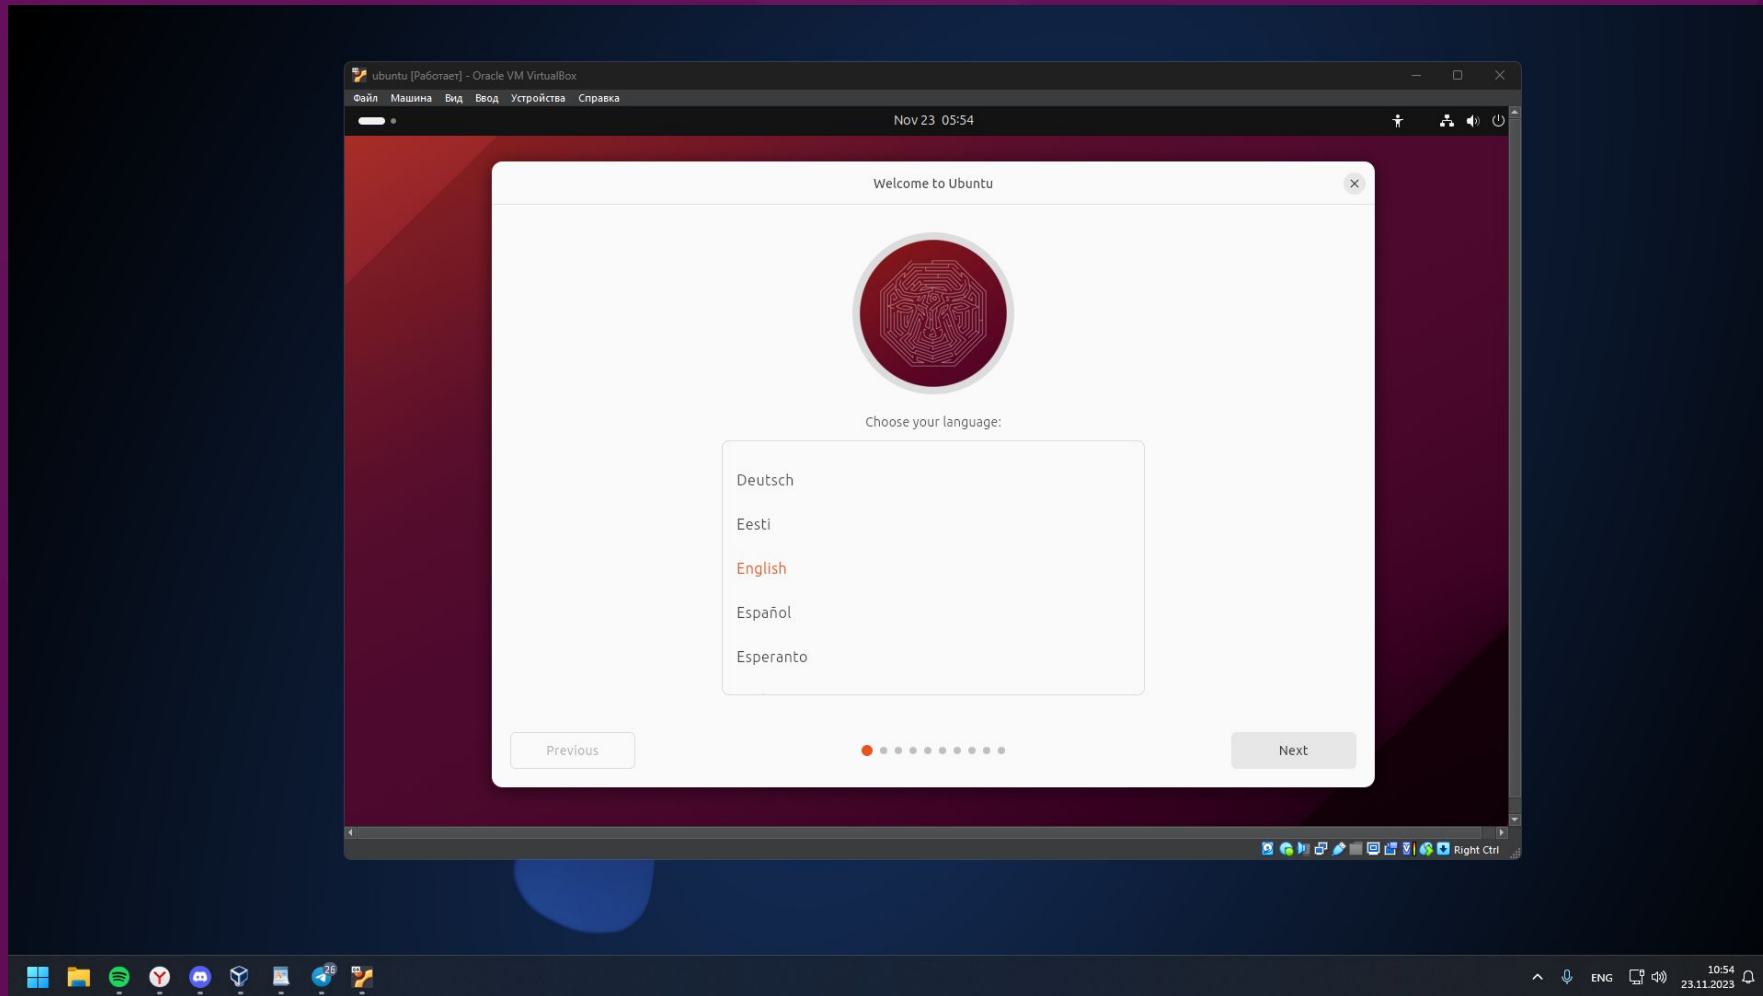 ubuntu [Работает] - Oracle VM VirtualBox
Файл Машина Вид Ввод Устройства Справка
Nov 23 05:54
Welcome to Ubuntu
Choose your language:
Deutsch
Eesti
English
Español
Esperanto
Previous
Next
Right Ctrl
26
ENG
10:54
23.11.2023